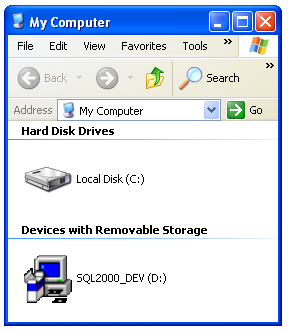 My Computer
File Edit View Favorites Tools »
Back Search »
Address My Computer Go
Hard Disk Drives
Local Disk (C:)
Devices with Removable Storage
SQL2000_DEV (D:)